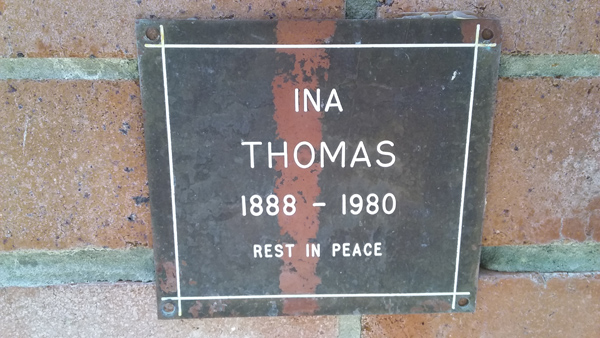 INA
THOMAS
1888 - 1980
REST IN PEACE